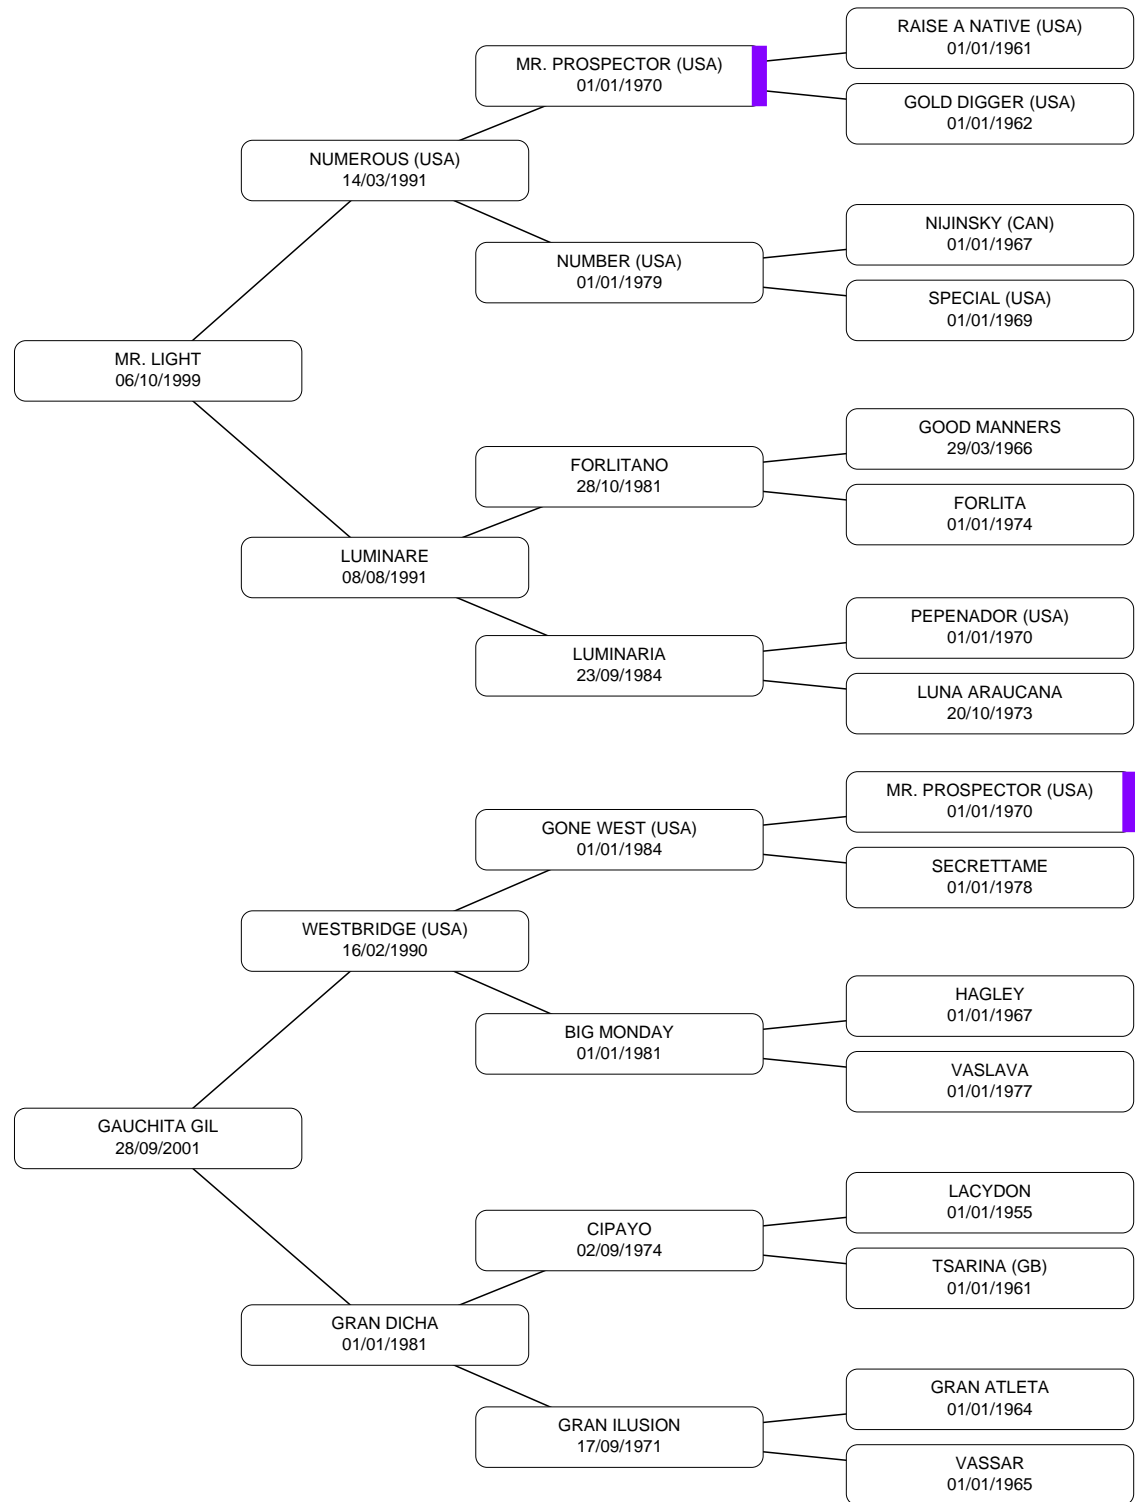 RAISE A NATIVE (USA)
01/01/1961
MR. PROSPECTOR (USA)
01/01/1970
GOLD DIGGER (USA)
01/01/1962
NUMEROUS (USA)
14/03/1991
NIJINSKY (CAN)
01/01/1967
NUMBER (USA)
01/01/1979
SPECIAL (USA)
01/01/1969
MR. LIGHT
06/10/1999
GOOD MANNERS
29/03/1966
FORLITANO
28/10/1981
FORLITA
01/01/1974
LUMINARE
08/08/1991
PEPENADOR (USA)
01/01/1970
LUMINARIA
23/09/1984
LUNA ARAUCANA
20/10/1973
MR. PROSPECTOR (USA)
01/01/1970
GONE WEST (USA)
01/01/1984
SECRETTAME
01/01/1978
WESTBRIDGE (USA)
16/02/1990
HAGLEY
01/01/1967
BIG MONDAY
01/01/1981
VASLAVA
01/01/1977
GAUCHITA GIL
28/09/2001
LACYDON
01/01/1955
CIPAYO
02/09/1974
TSARINA (GB)
01/01/1961
GRAN DICHA
01/01/1981
GRAN ATLETA
01/01/1964
GRAN ILUSION
17/09/1971
VASSAR
01/01/1965